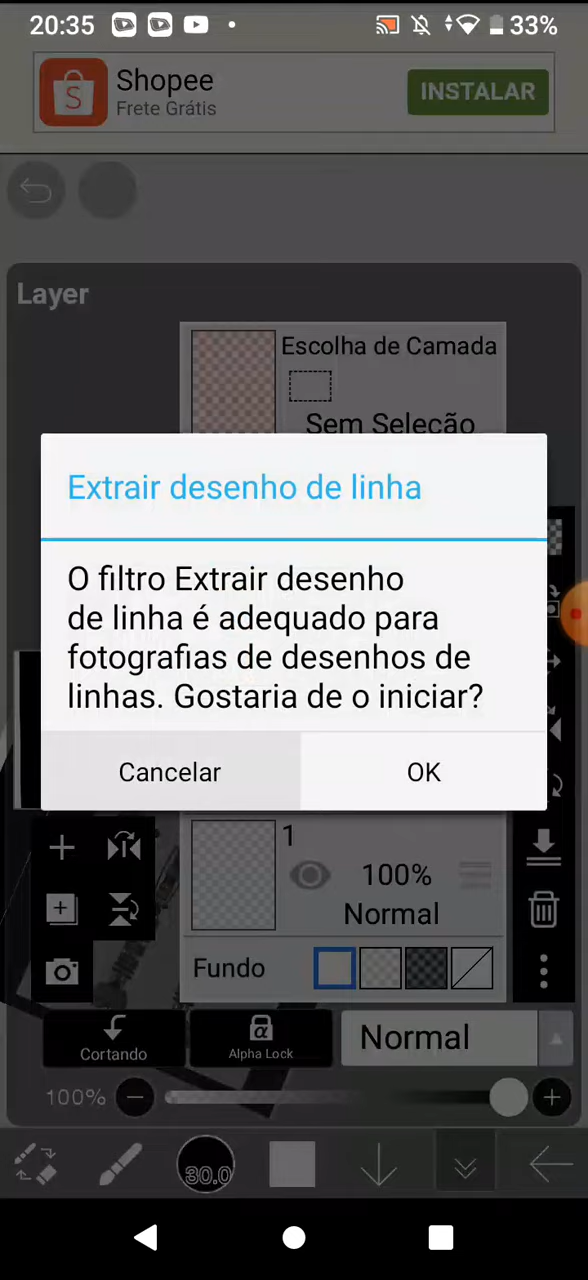 20:35
33%
Shopee
Frete Grátis
INSTALAR
Layer
Escolha de Camada
Sem Seleção
Extrair desenho de linha
O filtro Extrair desenho
de linha é adequado para
fotografias de desenhos de
linhas. Gostaria de o iniciar?
Cancelar
OK
1
100%
Normal
Fundo
Cortando
Alpha Lock
Normal
100%
30.0